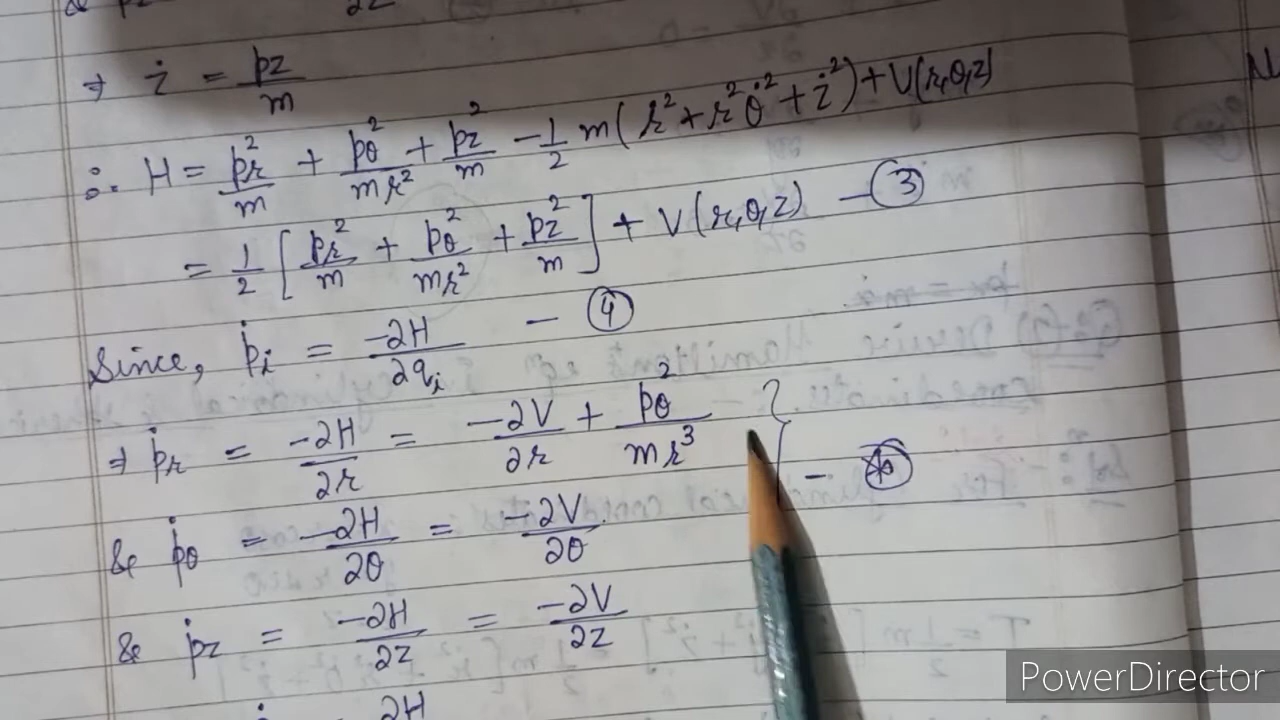 ⇒ ż = pz/m
∴ H = pr²/m + pθ²/mr² + pz²/m - 1/2 m(ṙ² + r²θ̇² + ż²) + V(r,θ,z)
= 1/2 [pr²/m + pθ²/mr² + pz²/m] + V(r,θ,z) — ③
Since, ṗi = -∂H/∂qi — ④
⇒ ṗr = -∂H/∂r = -∂V/∂r + pθ²/mr³
& ṗθ = -∂H/∂θ = -∂V/∂θ
& ṗz = -∂H/∂z = -∂V/∂z
∂H
PowerDirector